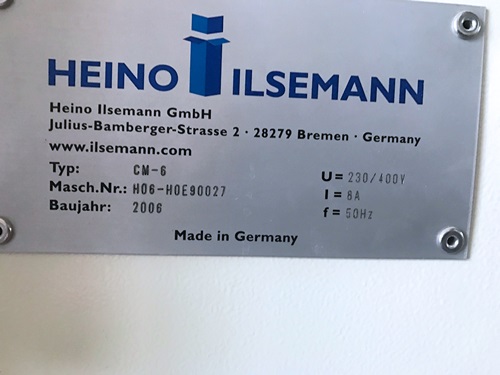 HEINO ILSEMANN
Heino Ilsemann GmbH
Julius-Bamberger-Strasse 2 · 28279 Bremen · Germany
www.ilsemann.com
Typ: CM-6 U = 230/400V
Masch.Nr.: H06-H0E90027 I = 6A
Baujahr: 2006 f = 50Hz
Made in Germany